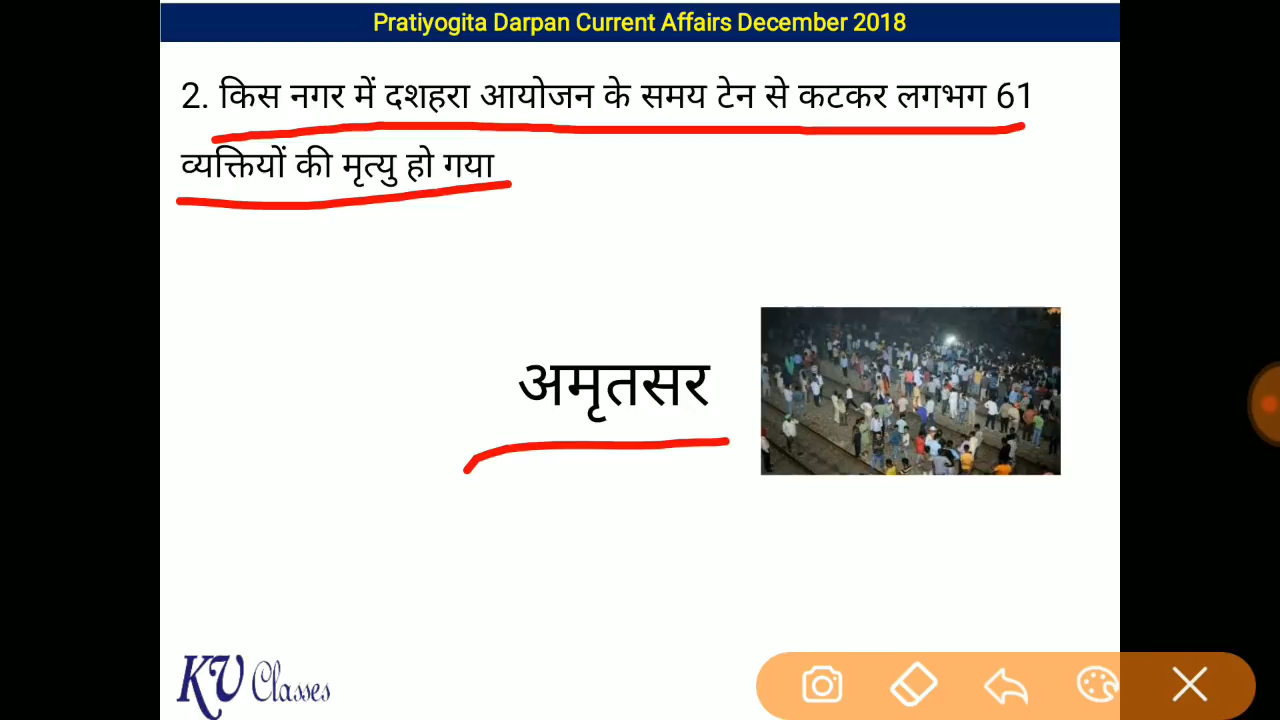 Pratiyogita Darpan Current Affairs December 2018
2. किस नगर में दशहरा आयोजन के समय टेन से कटकर लगभग 61
व्यक्तियों की मृत्यु हो गया
अमृतसर
KV Classes